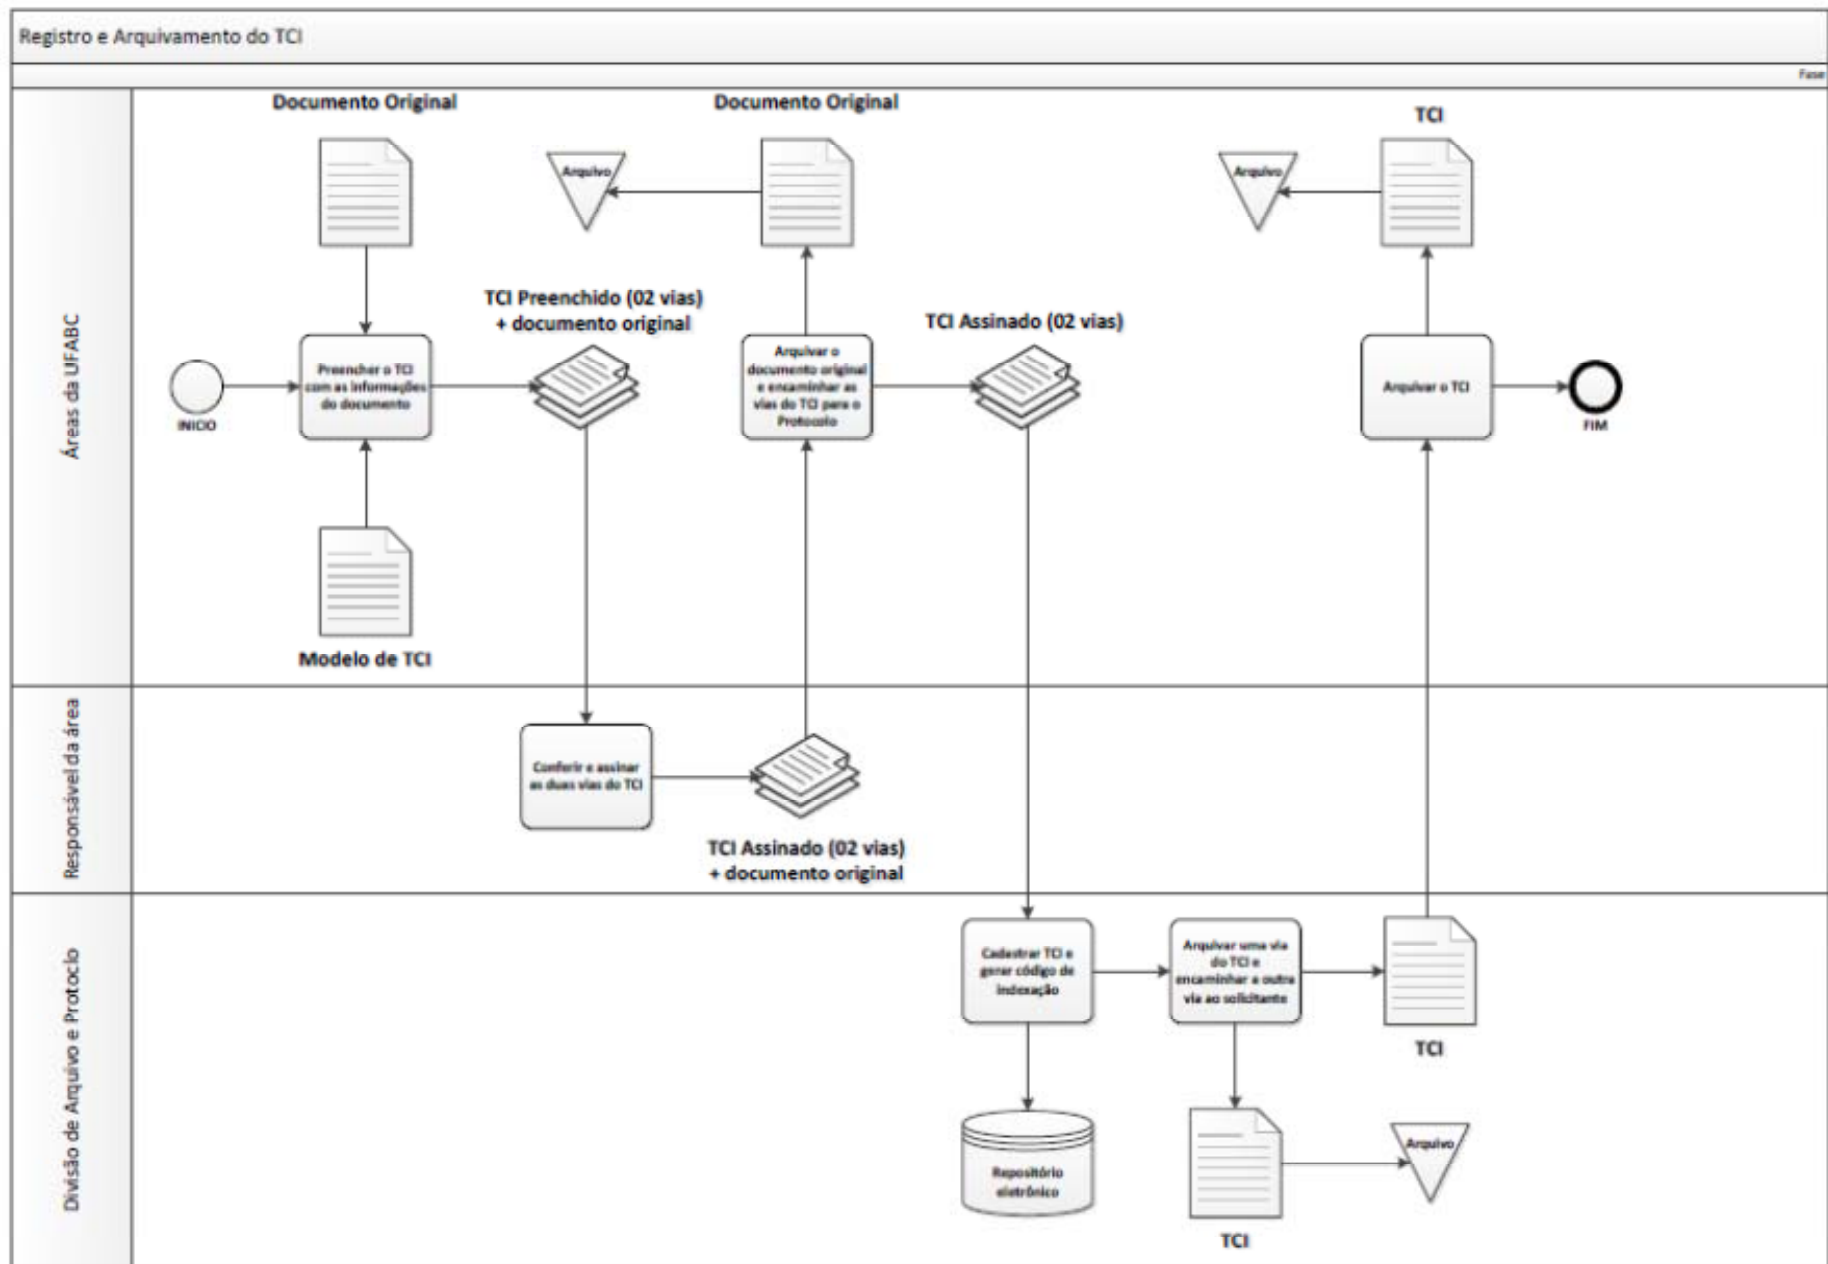 Registro e Arquivamento do TCI
Fase
Áreas da UFABC
Documento Original
Documento Original
TCI
Arquivo
Arquivo
TCI Preenchido (02 vias)
+ documento original
TCI Assinado (02 vias)
INICIO
Preencher o TCI
com as informações
do documento
Arquivar o
documento original
e encaminhar as
vias do TCI para o
Protocolo
Arquivar o TCI
FIM
Modelo de TCI
Responsável da área
Conferir e assinar
as duas vias do TCI
TCI Assinado (02 vias)
+ documento original
Divisão de Arquivo e Protoclo
Cadastrar TCI e
gerar código de
indexação
Arquivar uma via
do TCI e
encaminhar a outra
via ao solicitante
TCI
Repositório
eletrônico
Arquivo
TCI